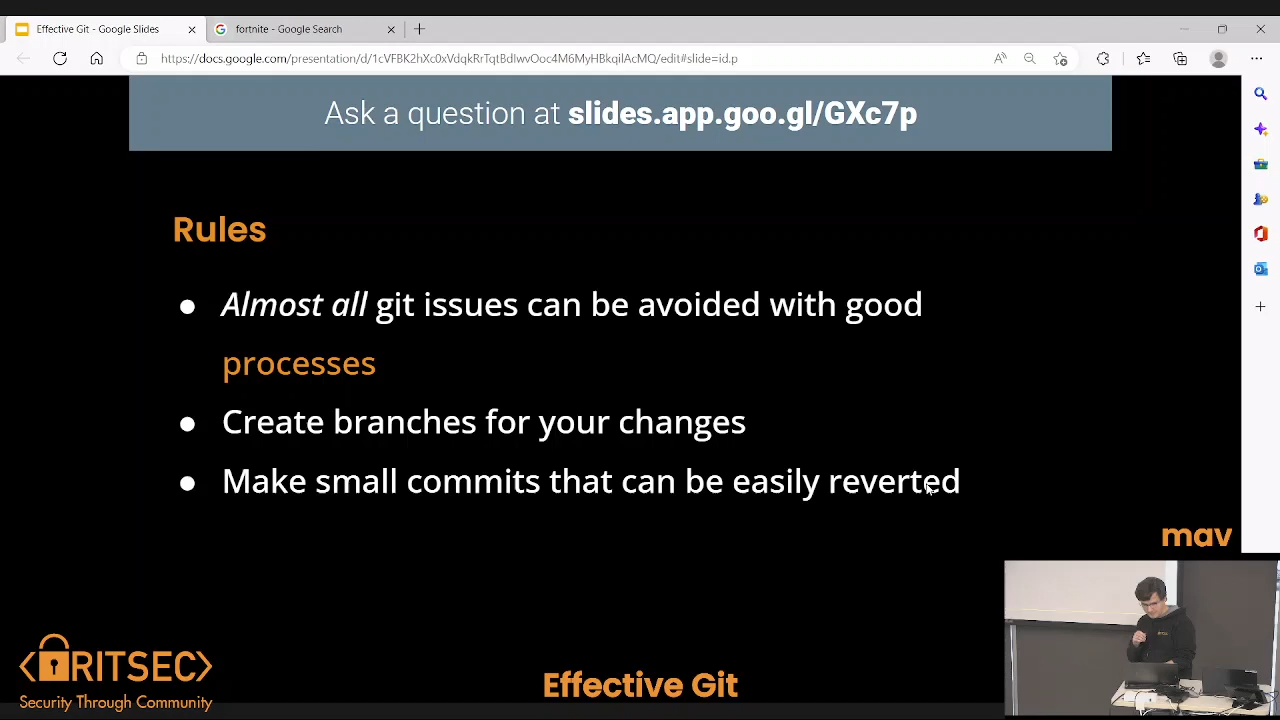 Effective Git - Google Slides
fortnite - Google Search
https://docs.google.com/presentation/d/1cVFBK2hXc0xVdqkRrTqtBdIwvOoc4M6MyHBkqiIAcMQ/edit#slide=id.p
Ask a question at slides.app.goo.gl/GXc7p
Rules
● Almost all git issues can be avoided with good
processes
● Create branches for your changes
● Make small commits that can be easily reverted
mav
RITSEC
Security Through Community
Effective Git